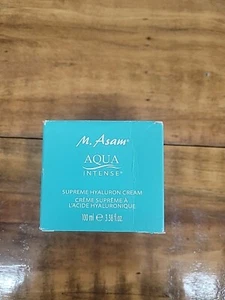 M. Asam®
AQUA
INTENSE®
SUPREME HYALURON CREAM
CRÈME SUPRÊME À
L'ACIDE HYALURONIQUE
100 ml ℮ 3.38 fl.oz.